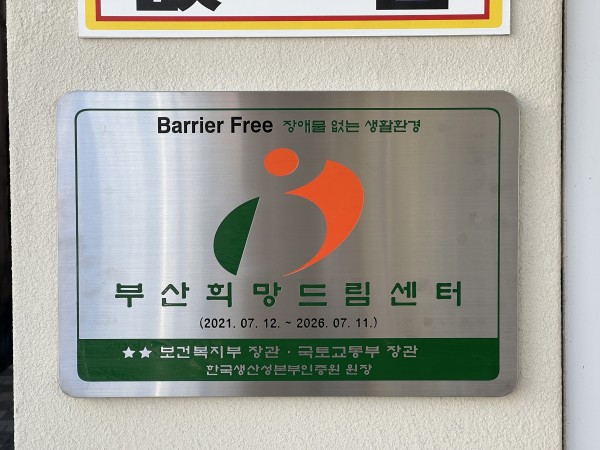 Barrier Free 장애물 없는 생활환경
부산희망드림센터
(2021. 07. 12. ~ 2026. 07. 11.)
★★ 보건복지부 장관 · 국토교통부 장관
한국생산성본부인증원 원장